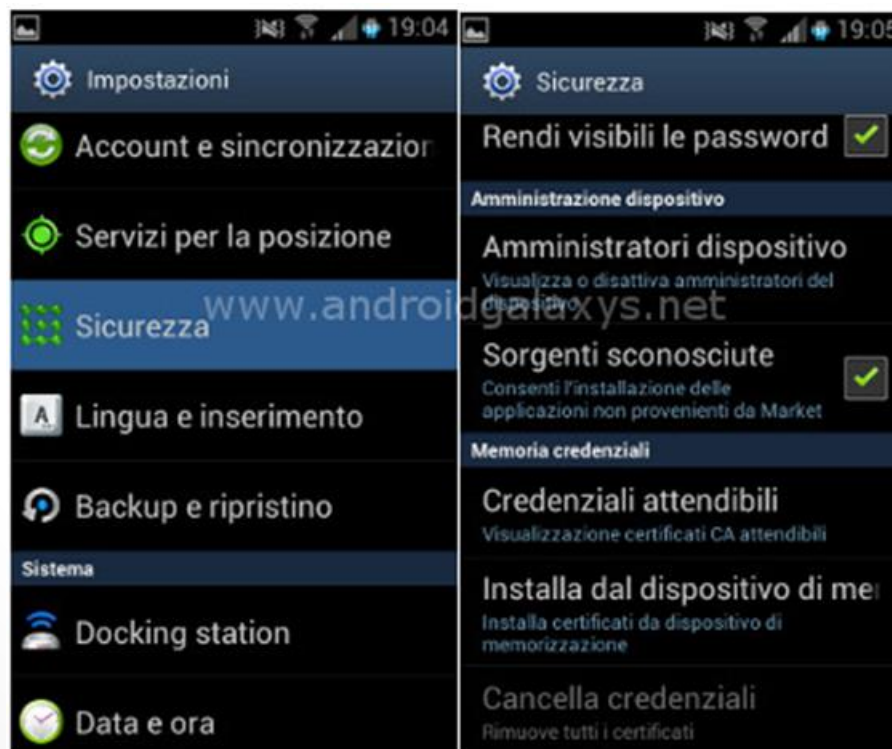 19:04
Impostazioni
Account e sincronizzazion
Servizi per la posizione
Sicurezza
Lingua e inserimento
Backup e ripristino
Sistema
Docking station
Data e ora
19:05
Sicurezza
Rendi visibili le password
Amministrazione dispositivo
Amministratori dispositivo
Visualizza o disattiva amministratori del
dispositivo
Sorgenti sconosciute
Consenti l'installazione delle
applicazioni non provenienti da Market
Memoria credenziali
Credenziali attendibili
Visualizzazione certificati CA attendibili
Installa dal dispositivo di me
Installa certificati da dispositivo di
memorizzazione
Cancella credenziali
Rimuove tutti i certificati
www.androidgalaxys.net